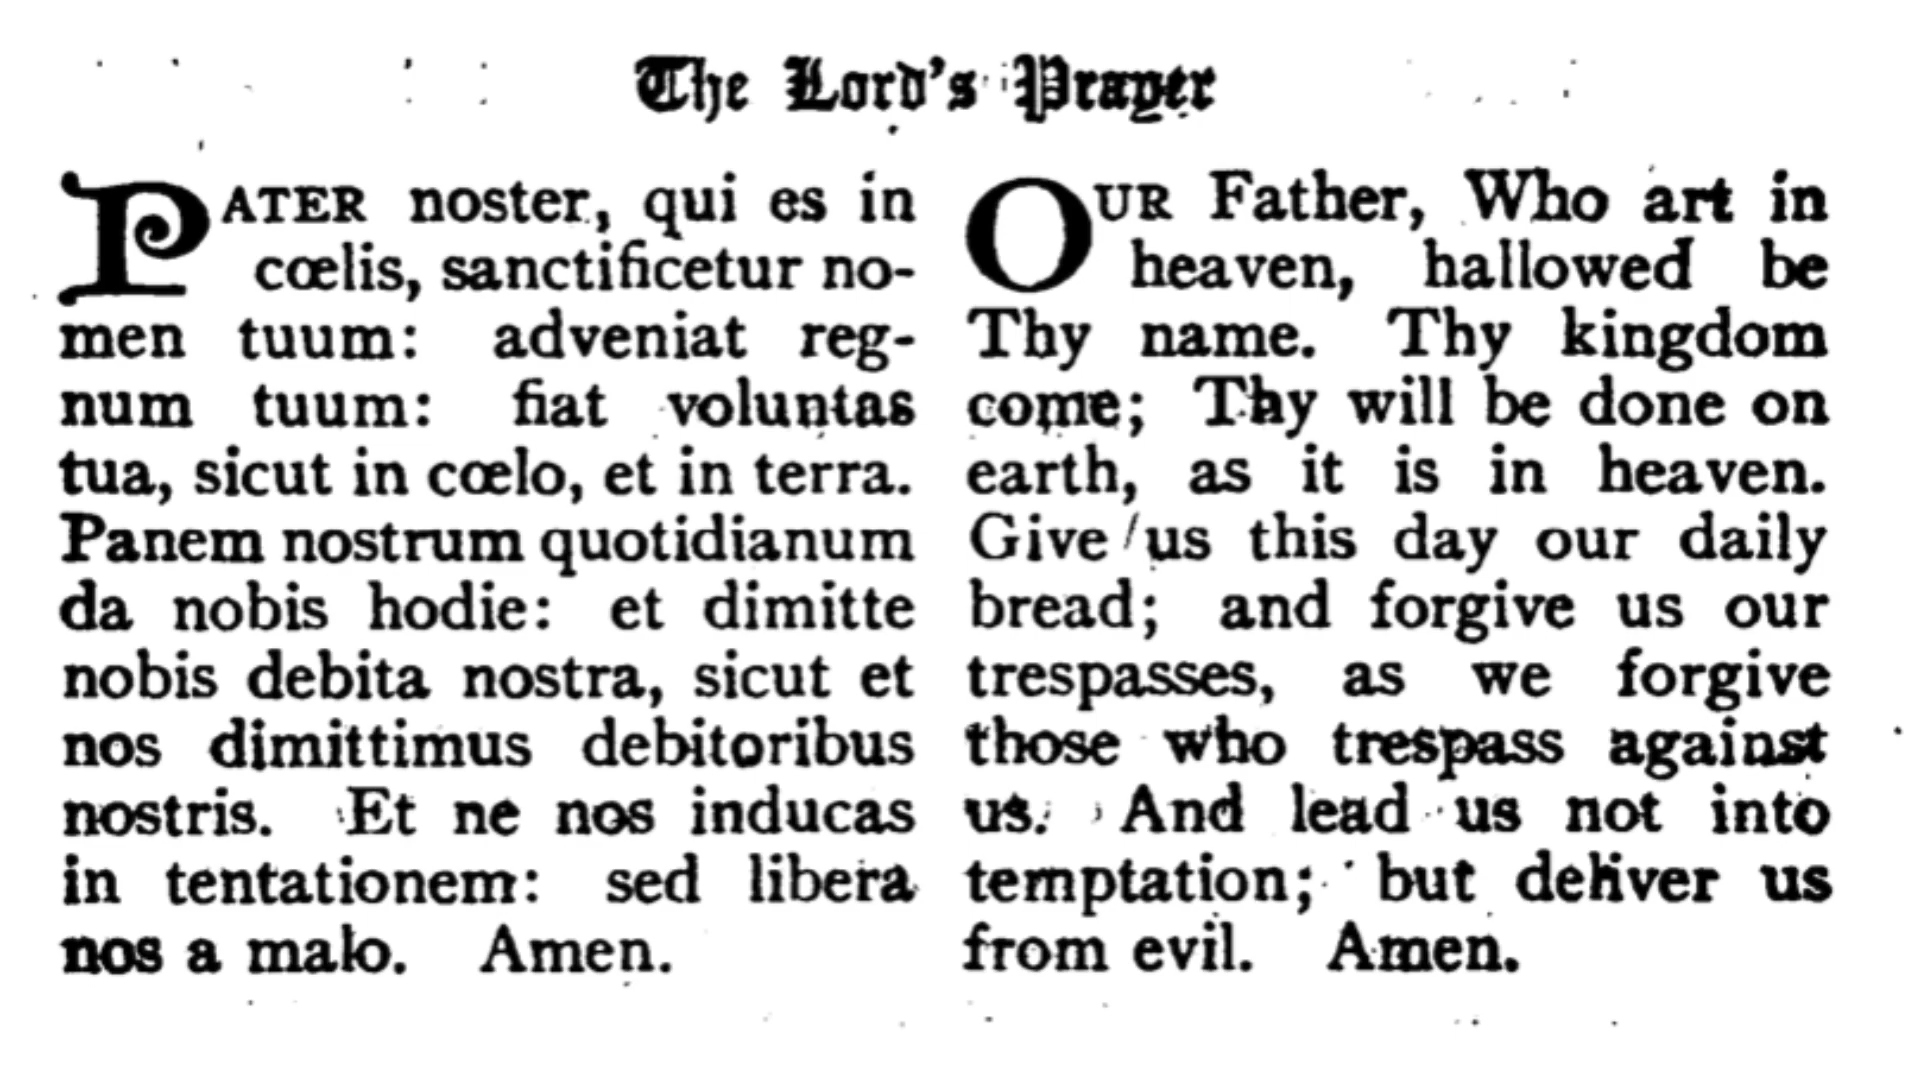 The Lord's Prayer
PATER noster, qui es in
cœlis, sanctificetur no-
men tuum: adveniat reg-
num tuum: fiat voluntas
tua, sicut in cœlo, et in terra.
Panem nostrum quotidianum
da nobis hodie: et dimitte
nobis debita nostra, sicut et
nos dimittimus debitoribus
nostris. Et ne nos inducas
in tentationem: sed libera
nos a malo. Amen.
OUR Father, Who art in
heaven, hallowed be
Thy name. Thy kingdom
come; Thy will be done on
earth, as it is in heaven.
Give us this day our daily
bread; and forgive us our
trespasses, as we forgive
those who trespass against
us. And lead us not into
temptation; but deliver us
from evil. Amen.